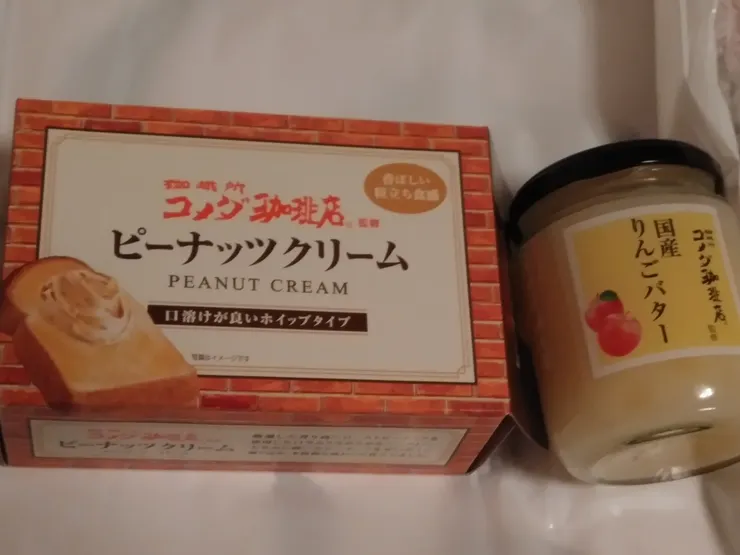 香ばしい
粒立ち食感
珈琲所
コメダ珈琲店 監修
ピーナッツクリーム
PEANUT CREAM
口溶けが良いホイップタイプ
写真はイメージです
コメダ珈琲店
ピーナッツクリーム
珈琲所
コメダ珈琲店 監修
国産
りんごバター